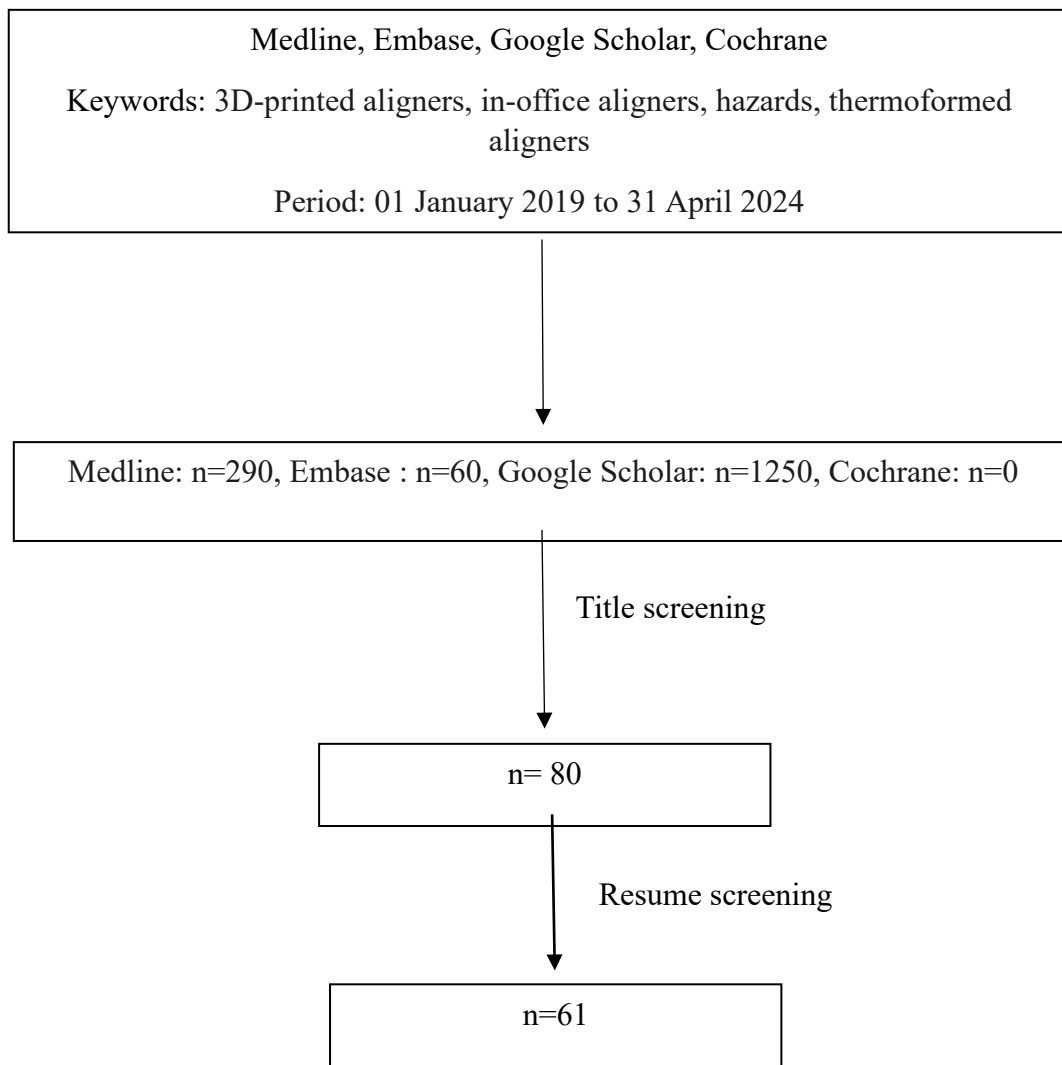 Medline, Embase, Google Scholar, Cochrane
Keywords: 3D-printed aligners, in-office aligners, hazards, thermoformed
aligners
Period: 01 January 2019 to 31 April 2024
Medline: n=290, Embase : n=60, Google Scholar: n=1250, Cochrane: n=0
Title screening
n= 80
Resume screening
n=61